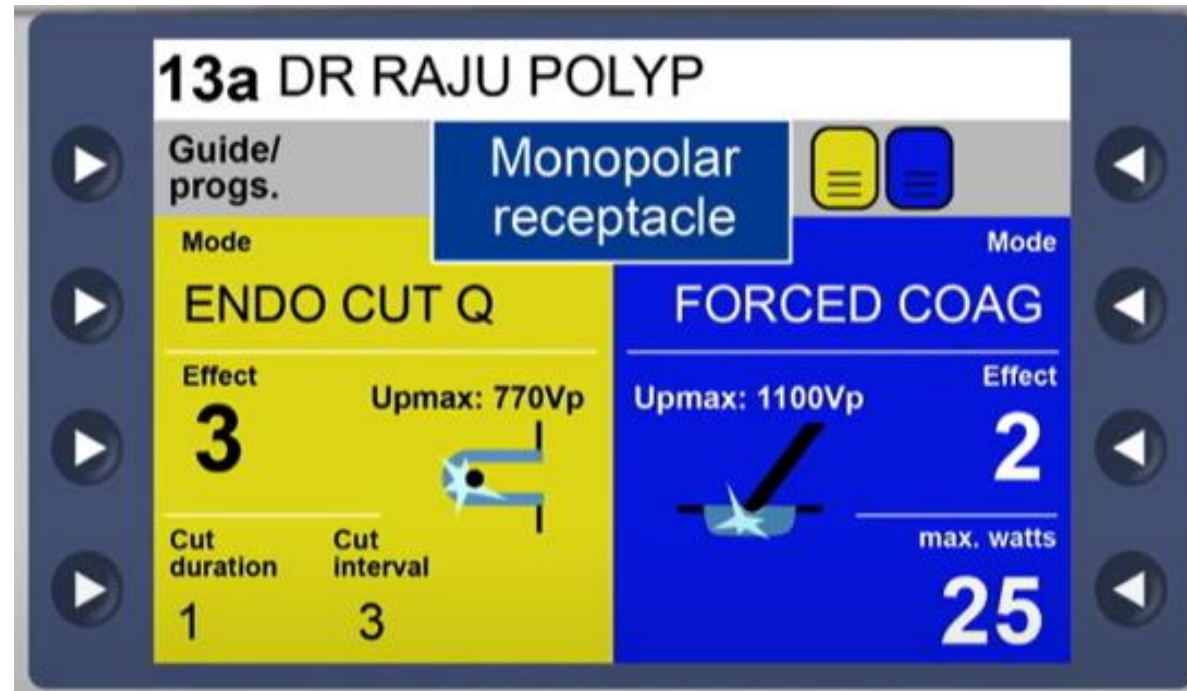 13a DR RAJU POLYP
Guide/
progs.
Monopolar
receptacle
Mode
ENDO CUT Q
Effect
3
Upmax: 770Vp
Cut
duration
1
Cut
interval
3
Mode
FORCED COAG
Upmax: 1100Vp
Effect
2
max. watts
25